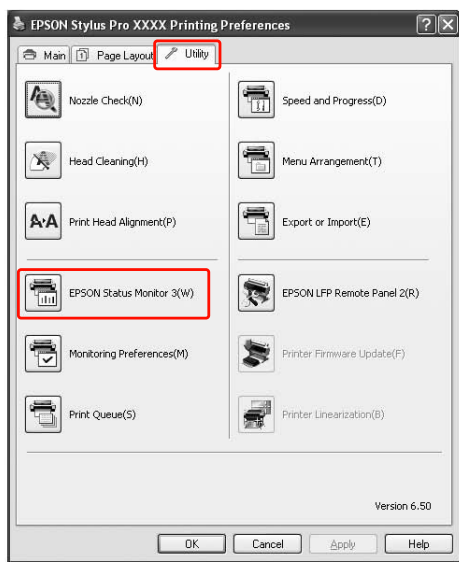 EPSON Stylus Pro XXXX Printing Preferences
Main
Page Layout
Utility
Nozzle Check(N)
Speed and Progress(D)
Head Cleaning(H)
Menu Arrangement(T)
A›A
Print Head Alignment(P)
Export or Import(E)
EPSON Status Monitor 3(W)
EPSON LFP Remote Panel 2(R)
Monitoring Preferences(M)
Printer Firmware Update(F)
Print Queue(S)
Printer Linearization(B)
Version 6.50
OK
Cancel
Apply
Help